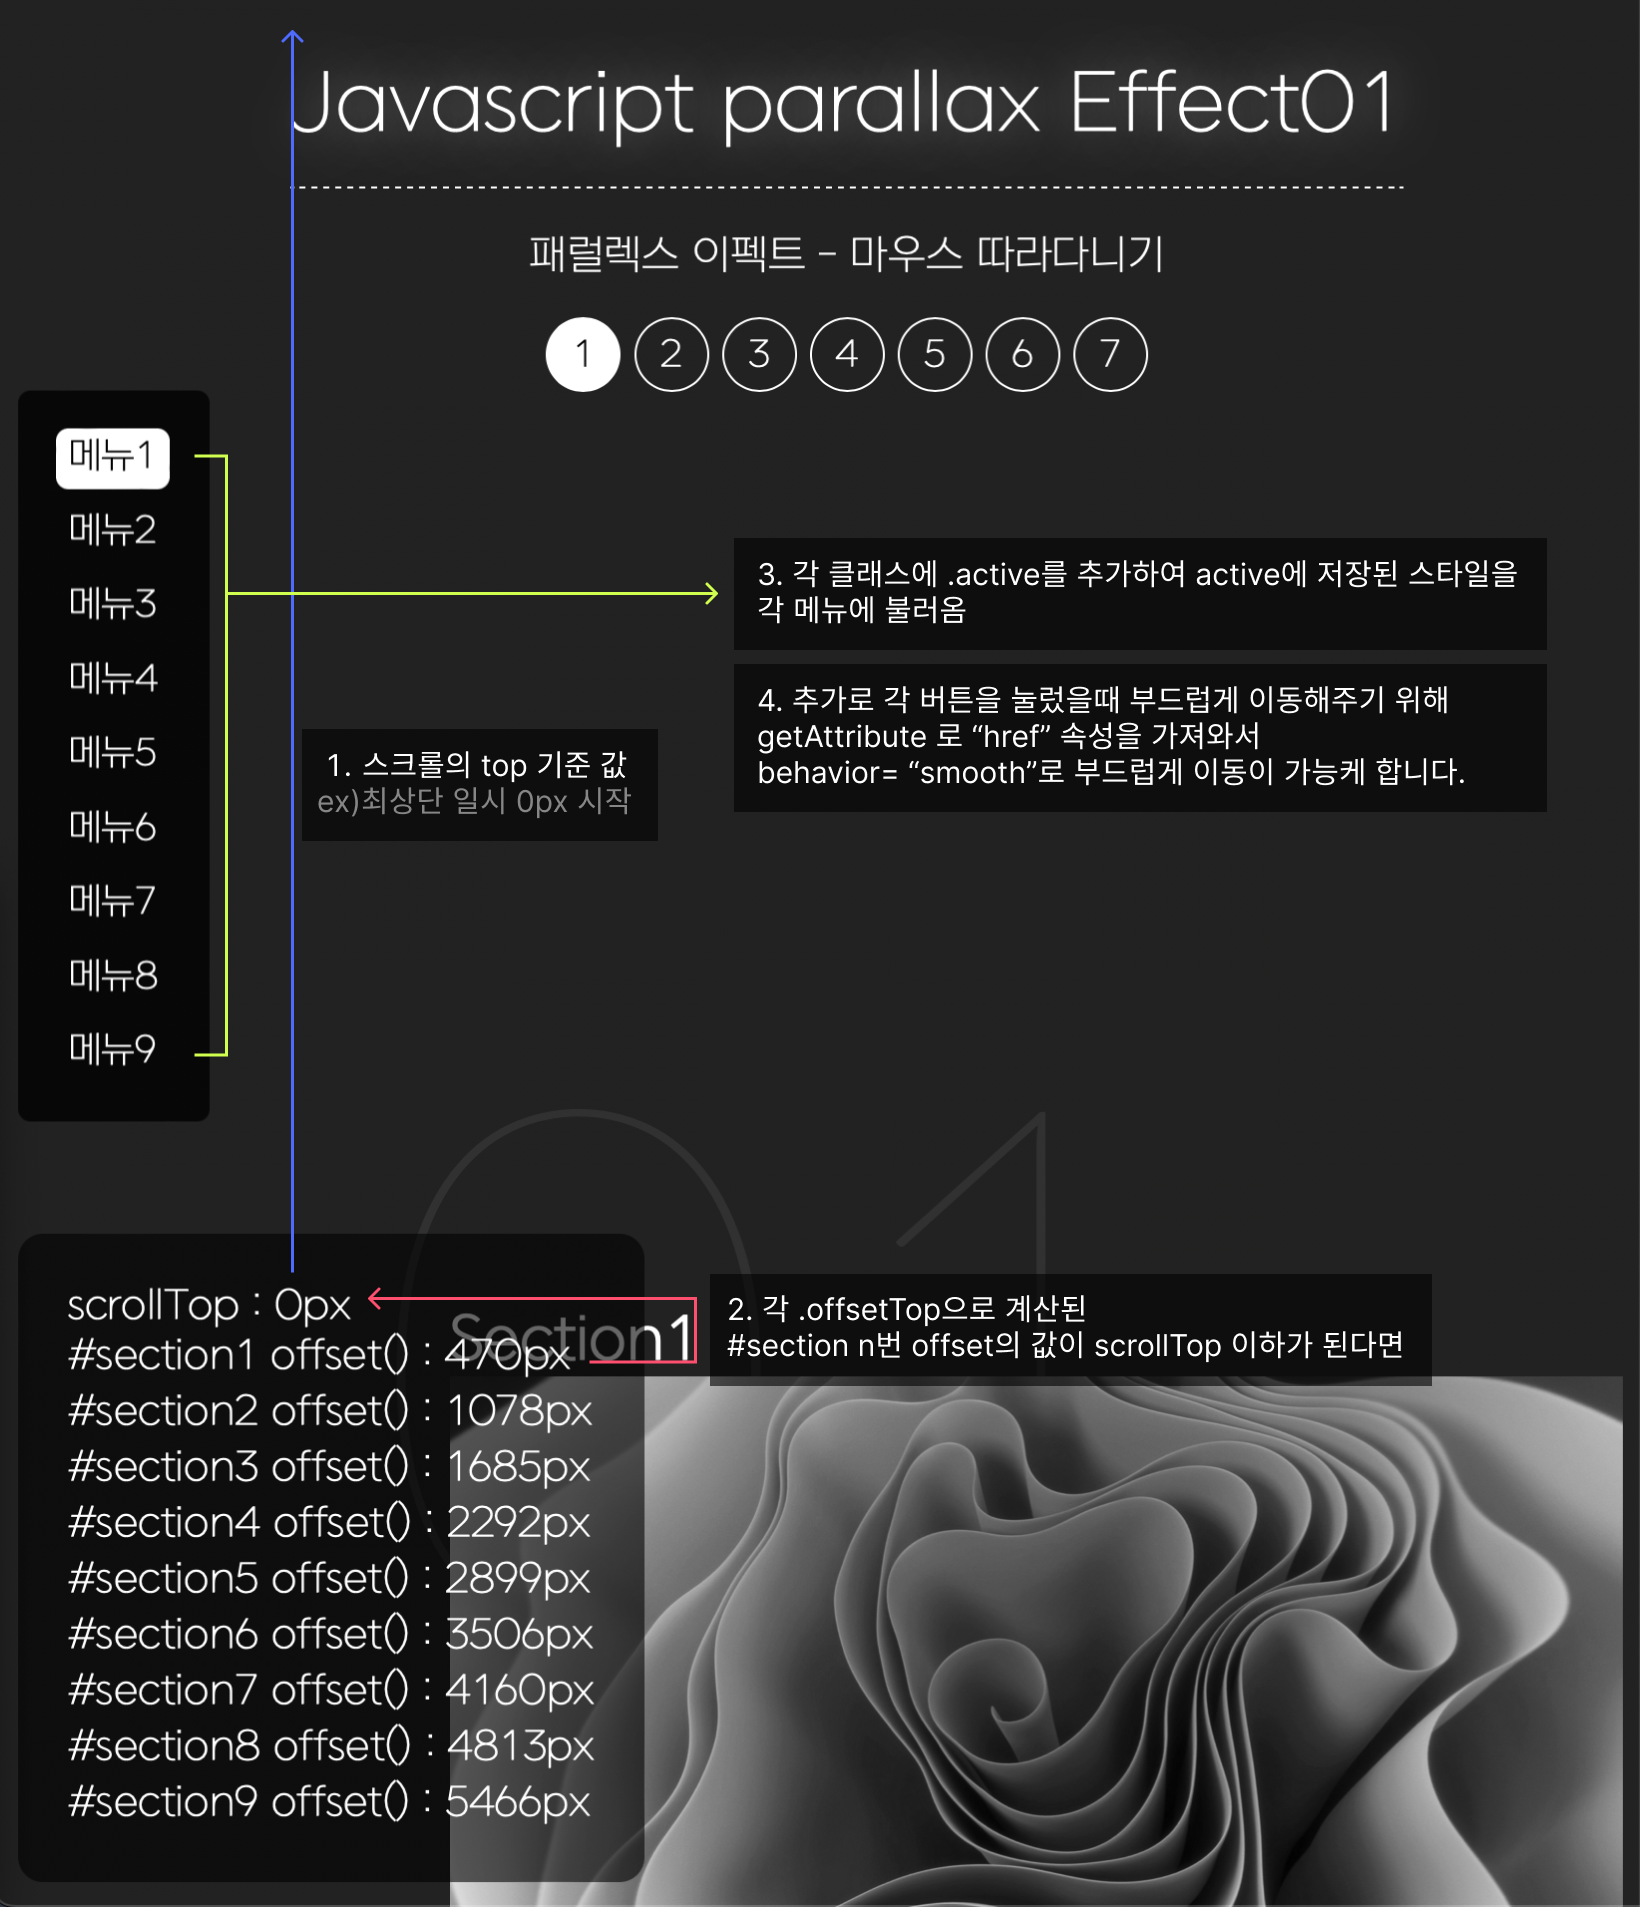 Javascript parallax Effect01
패럴렉스 이펙트 - 마우스 따라다니기
1 2 3 4 5 6 7
메뉴1
메뉴2
메뉴3
메뉴4
메뉴5
메뉴6
메뉴7
메뉴8
메뉴9
3. 각 클래스에 .active를 추가하여 active에 저장된 스타일을
각 메뉴에 불러옴
4. 추가로 각 버튼을 눌렀을때 부드럽게 이동해주기 위해
getAttribute 로 “href” 속성을 가져와서
behavior= “smooth”로 부드럽게 이동이 가능케 합니다.
1. 스크롤의 top 기준 값
ex)최상단 일시 0px 시작
01
Section1
2. 각 .offsetTop으로 계산된
#section n번 offset의 값이 scrollTop 이하가 된다면
scrollTop : 0px
#section1 offset() : 470px
#section2 offset() : 1078px
#section3 offset() : 1685px
#section4 offset() : 2292px
#section5 offset() : 2899px
#section6 offset() : 3506px
#section7 offset() : 4160px
#section8 offset() : 4813px
#section9 offset() : 5466px